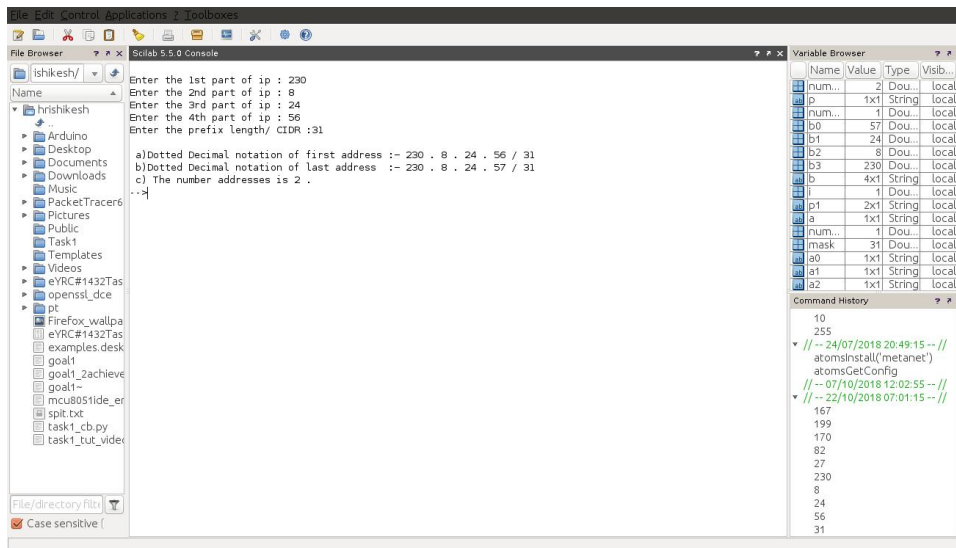 File Edit Control Applications ? Toolboxes
File Browser
ishikesh/
Name
hrishikesh
..
Arduino
Desktop
Documents
Downloads
Music
PacketTracer6
Pictures
Public
Task1
Templates
Videos
eYRC#1432Tas
openssl_dce
pt
Firefox_wallpa
eYRC#1432Tas
examples.desk
goal1
goal1_2achieve
goal1~
mcu8051ide_er
spit.txt
task1_cb.py
task1_tut_video
File/directory filte
Case sensitive
Scilab 5.5.0 Console
Enter the 1st part of ip : 230
Enter the 2nd part of ip : 8
Enter the 3rd part of ip : 24
Enter the 4th part of ip : 56
Enter the prefix length/ CIDR :31
a)Dotted Decimal notation of first address :- 230 . 8 . 24 . 56 / 31
b)Dotted Decimal notation of last address :- 230 . 8 . 24 . 57 / 31
c) The number addresses is 2 .
-->
Variable Browser
Name Value Type Visib...
num... 2 Dou... local
p 1x1 String local
num... 1 Dou... local
b0 57 Dou... local
b1 24 Dou... local
b2 8 Dou... local
b3 230 Dou... local
b 4x1 String local
i 1 Dou... local
p1 2x1 String local
a 1x1 String local
num... 1 Dou... local
mask 31 Dou... local
a0 1x1 String local
a1 1x1 String local
a2 1x1 String local
Command History
10
255
// -- 24/07/2018 20:49:15 -- //
atomsInstall('metanet')
atomsGetConfig
// -- 07/10/2018 12:02:55 -- //
// -- 22/10/2018 07:01:15 -- //
167
199
170
82
27
230
8
24
56
31